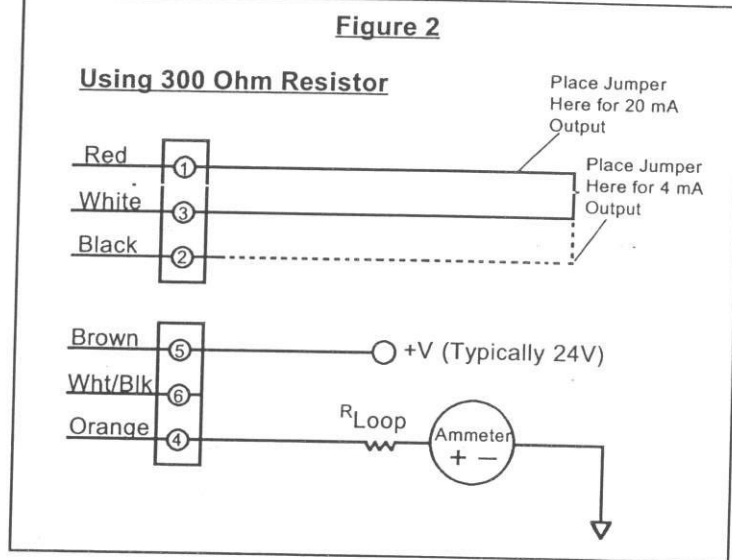 Figure 2
Using 300 Ohm Resistor
Place Jumper
Here for 20 mA
Output
Place Jumper
Here for 4 mA
Output
Red
1
White
3
Black
2
Brown
5
+V (Typically 24V)
Wht/Blk
6
Orange
4
RLoop
Ammeter
+ −